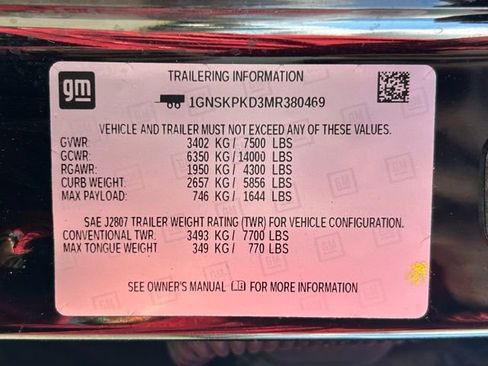 gm
TRAILERING INFORMATION
1GNSKPKD3MR380469
VEHICLE AND TRAILER MUST NOT EXCEED ANY OF THESE VALUES.
GVWR: 3402 KG/ 7500 LBS
GCWR: 6350 KG/ 14000 LBS
RGAWR: 1950 KG/ 4300 LBS
CURB WEIGHT: 2657 KG/ 5856 LBS
MAX PAYLOAD: 746 KG/ 1644 LBS
SAE J2807 TRAILER WEIGHT RATING (TWR) FOR VEHICLE CONFIGURATION.
CONVENTIONAL TWR: 3493 KG/ 7700 LBS
MAX TONGUE WEIGHT 349 KG/ 770 LBS
SEE OWNER'S MANUAL FOR MORE INFORMATION